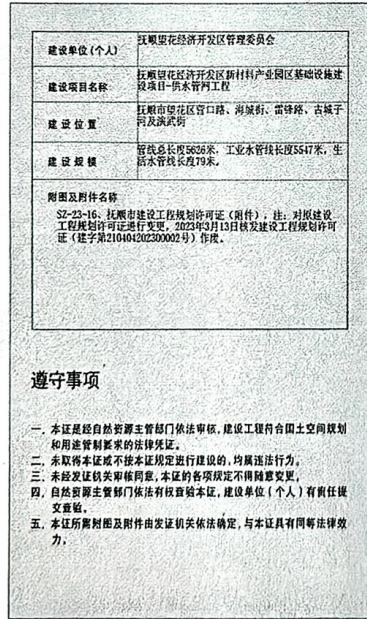 建设单位(个人)
抚顺望花经济开发区管理委员会
建设项目名称
抚顺望花经济开发区新材料产业园区基础设施建
设项目-供水管网工程
建设位置
抚顺市望花区营口路、海城街、雷锋路、古城子
河及滨武街
建设规模
管线总长度5626米,工业水管线长度5547米,生
活水管线长度79米。
附图及附件名称
SZ-23-16、抚顺市建设工程规划许可证(附件),注:对拟建设
工程规划许可证进行变更,2023年3月13日核发建设工程规划许可
证(建字第210404202300002号)作废。
遵守事项
一、本证是经自然资源主管部门依法审核,建设工程符合国土空间规划
和用途管制要求的法律凭证。
二、未取得本证或不按本证规定进行建设的,均属违法行为。
三、未经发证机关审核同意,本证的各项规定不得随意变更。
四、自然资源主管部门依法有权查验本证,建设单位(个人)有责任提
交查验。
五、本证所需附图及附件由发证机关依法确定,与本证具有同等法律效
力。